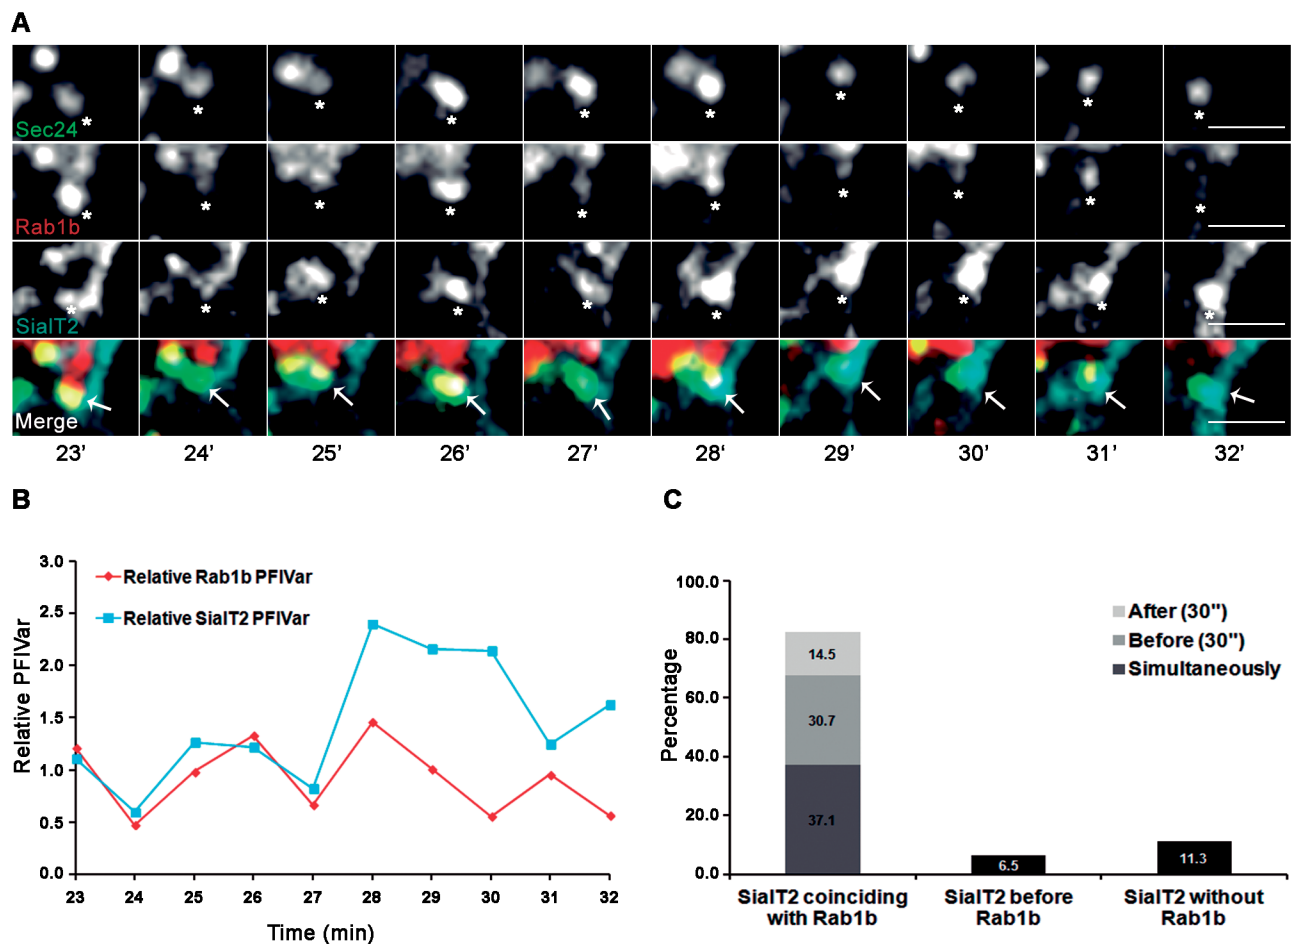 A
Sec24
Rab1b
SialT2
Merge
23' 24' 25' 26' 27' 28' 29' 30' 31' 32'
B
3.0
2.5
2.0
1.5
1.0
0.5
0.0
Relative PFIVar
Relative Rab1b PFIVar
Relative SialT2 PFIVar
23 24 25 26 27 28 29 30 31 32
Time (min)
C
100.0
80.0
60.0
40.0
20.0
0.0
Percentage
After (30")
Before (30")
Simultaneously
14.5
30.7
37.1
6.5
11.3
SialT2 coinciding
with Rab1b
SialT2 before
Rab1b
SialT2 without
Rab1b